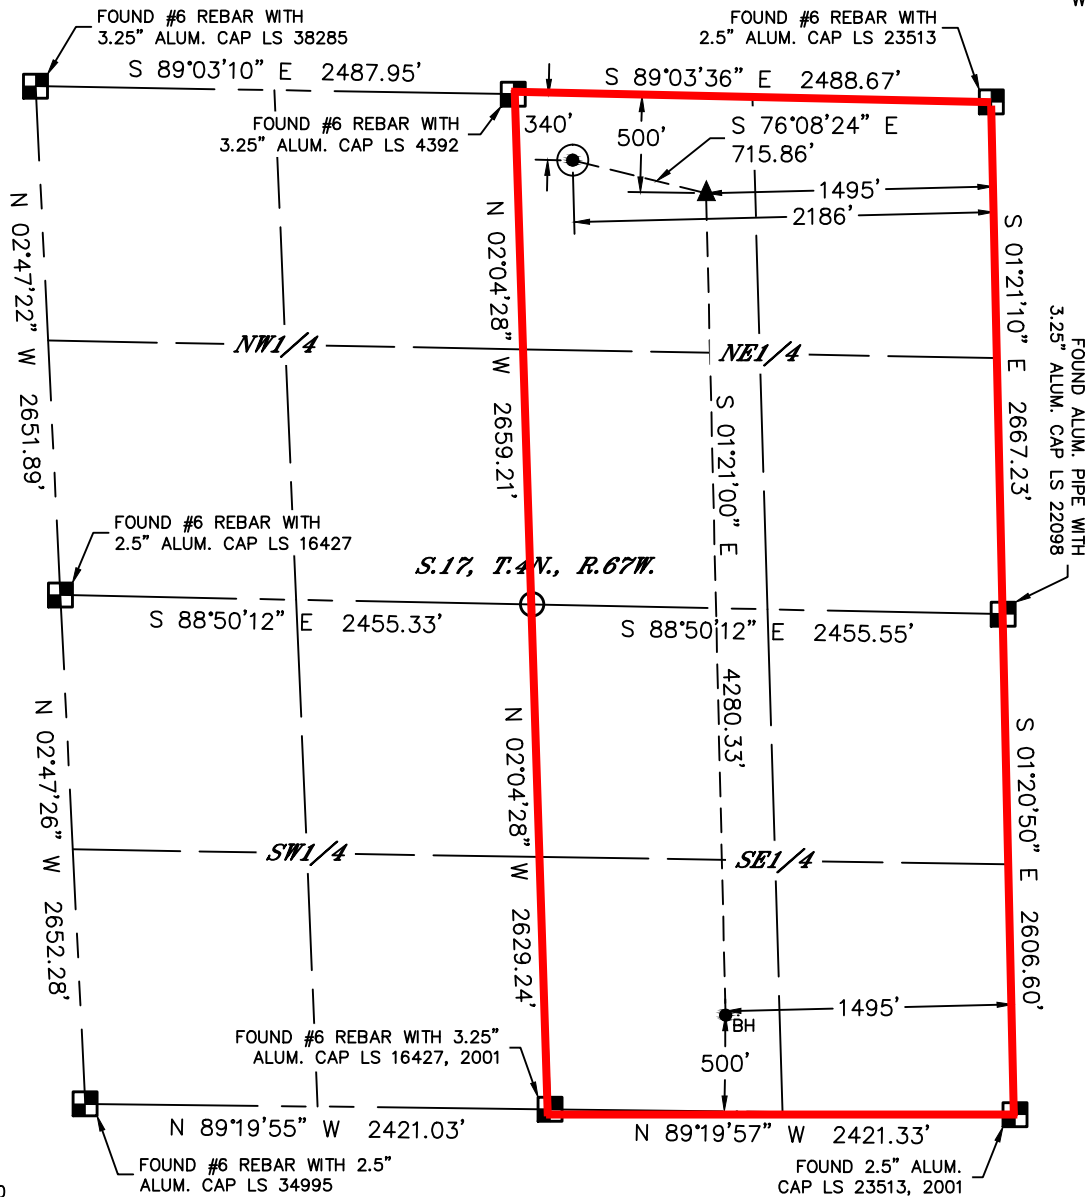 W
FOUND #6 REBAR WITH
3.25" ALUM. CAP LS 38285
FOUND #6 REBAR WITH
2.5" ALUM. CAP LS 23513
S 89°03'10" E 2487.95'
S 89°03'36" E 2488.67'
FOUND #6 REBAR WITH
3.25" ALUM. CAP LS 4392
340'
500'
S 76°08'24" E
715.86'
1495'
2186'
N 02°47'22" W 2651.89'
N 02°04'28" W 2659.21'
S 01°21'10" E 2667.23'
FOUND ALUM. PIPE WITH
3.25" ALUM. CAP LS 22098
NW1/4
NE1/4
S 01°21'00" E 4280.33'
FOUND #6 REBAR WITH
2.5" ALUM. CAP LS 16427
S.17, T.4N., R.67W.
S 88°50'12" E 2455.33'
S 88°50'12" E 2455.55'
N 02°47'26" W 2652.28'
N 02°04'28" W 2629.24'
S 01°20'50" E 2606.60'
SW1/4
SE1/4
1495'
BH
500'
FOUND #6 REBAR WITH 3.25"
ALUM. CAP LS 16427, 2001
N 89°19'55" W 2421.03'
N 89°19'57" W 2421.33'
FOUND #6 REBAR WITH 2.5"
ALUM. CAP LS 34995
FOUND 2.5" ALUM.
CAP LS 23513, 2001